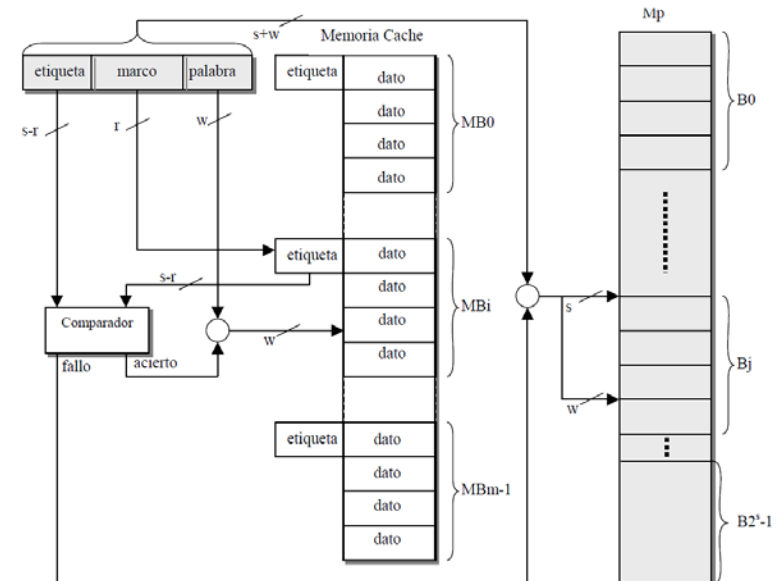 Mp
s+w
Memoria Cache
etiqueta marco palabra
etiqueta
dato
dato
dato
dato
MB0
B0
s-r
r
w
etiqueta
dato
dato
dato
dato
MBi
s-r
Comparador
fallo
acierto
w
s
w
Bj
etiqueta
dato
dato
dato
dato
MBm-1
B2ˢ-1